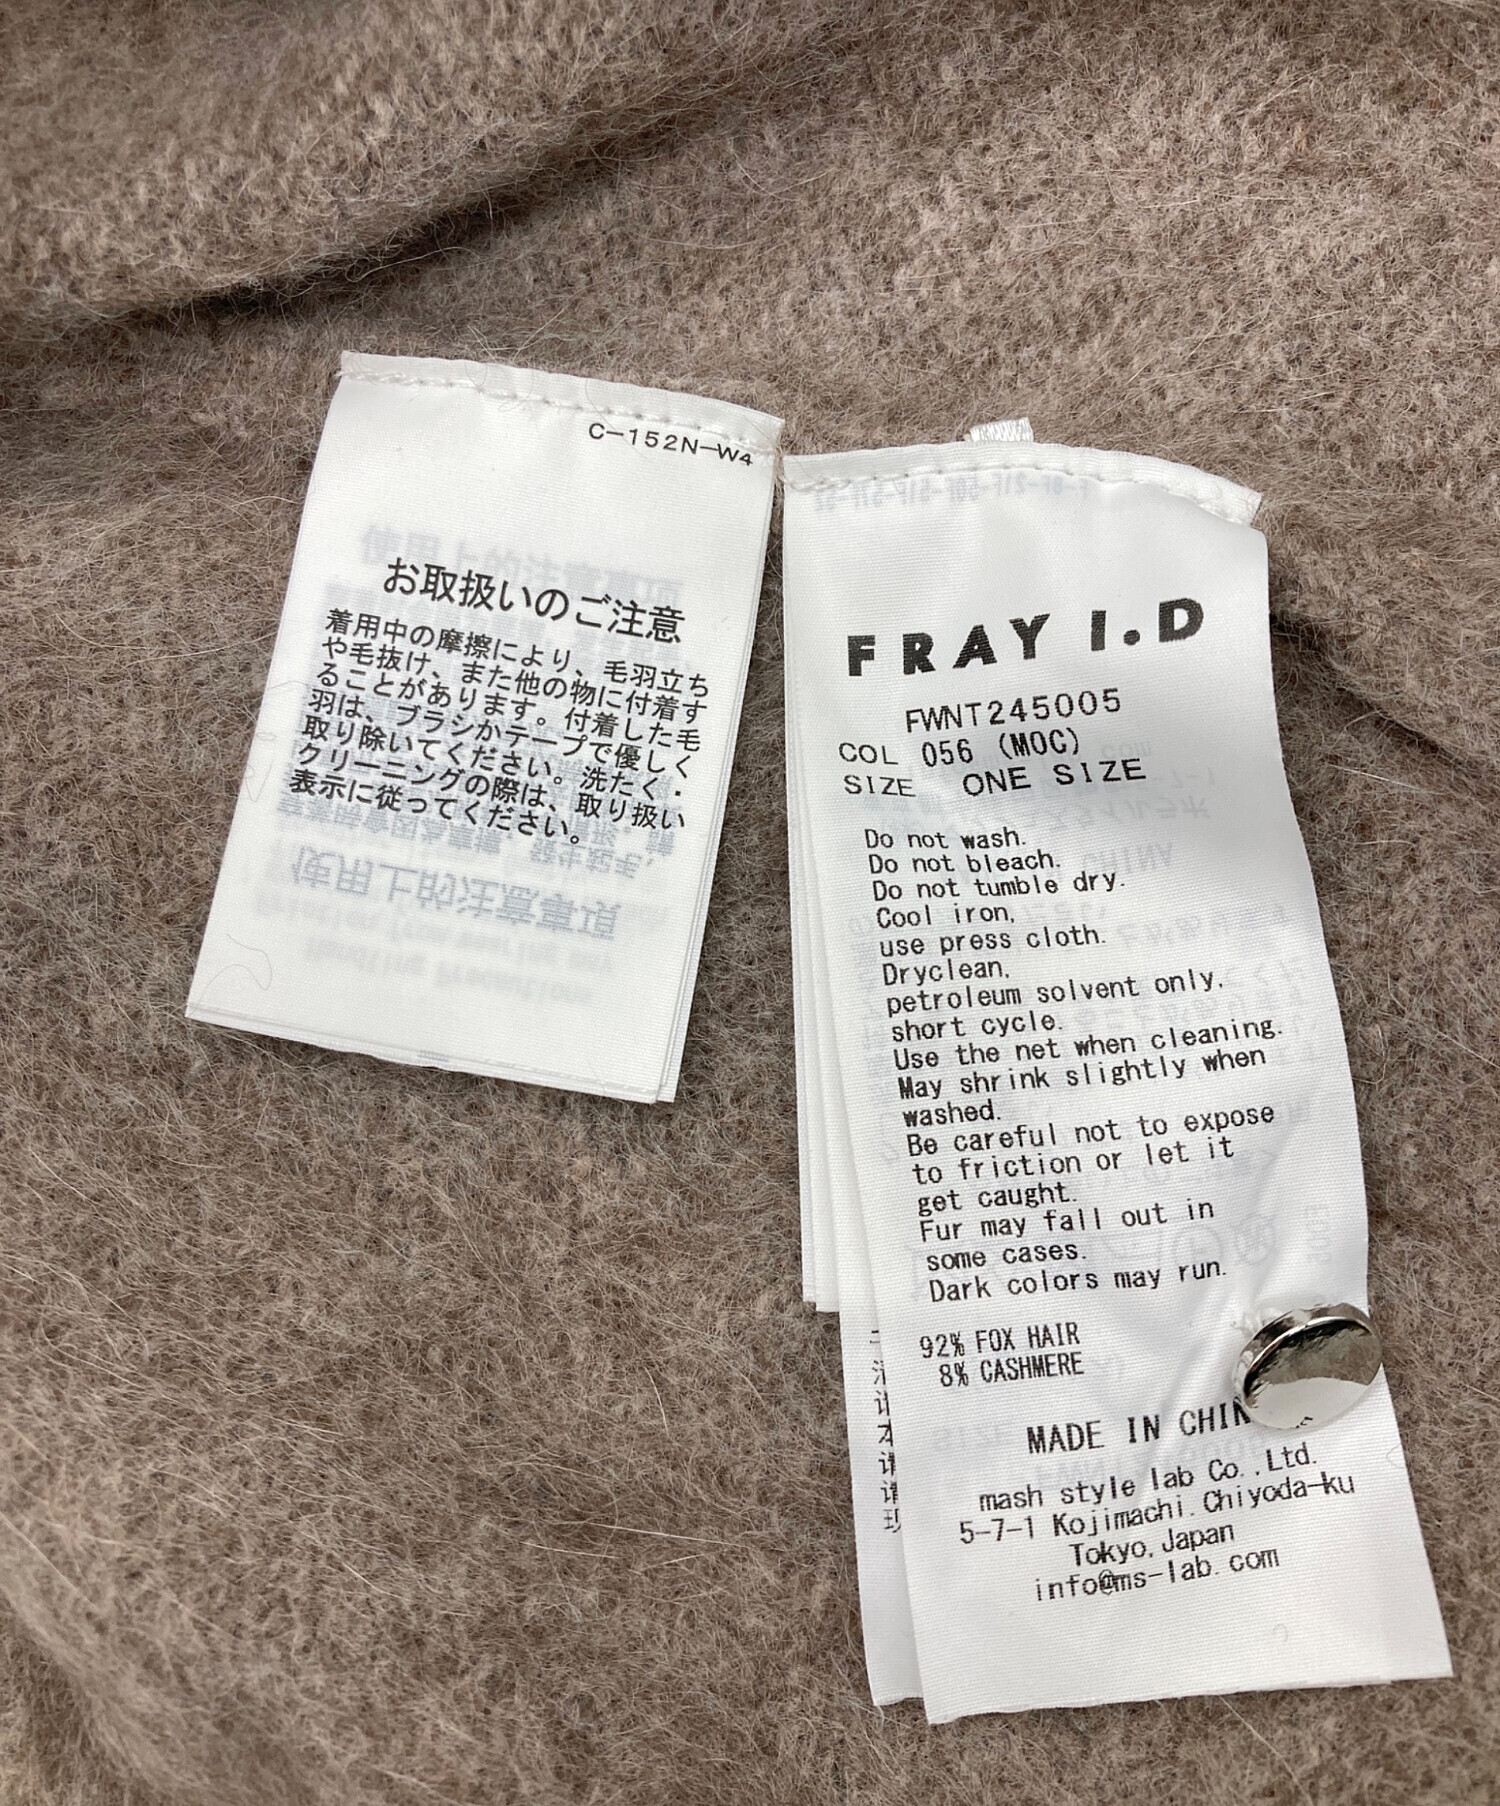 C-152N-W4
お取扱いのご注意
着用中の摩擦により、毛羽立ち
や毛抜け、また他の物に付着す
ることがあります。付着した毛
羽は、ブラシかテープで優しく
取り除いてください。洗たく・
クリーニングの際は、取り扱い
表示に従ってください。
FRAY I.D
FWNT245005
COL 056 (MOC)
SIZE ONE SIZE
Do not wash.
Do not bleach.
Do not tumble dry.
Cool iron,
use press cloth.
Dryclean,
petroleum solvent only,
short cycle.
Use the net when cleaning.
May shrink slightly when
washed.
Be careful not to expose
to friction or let it
get caught.
Fur may fall out in
some cases.
Dark colors may run.
92% FOX HAIR
8% CASHMERE
MADE IN CHIN
mash style lab Co.,Ltd.
5-7-1 Kojimachi,Chiyoda-ku
Tokyo,Japan
info@ms-lab.com